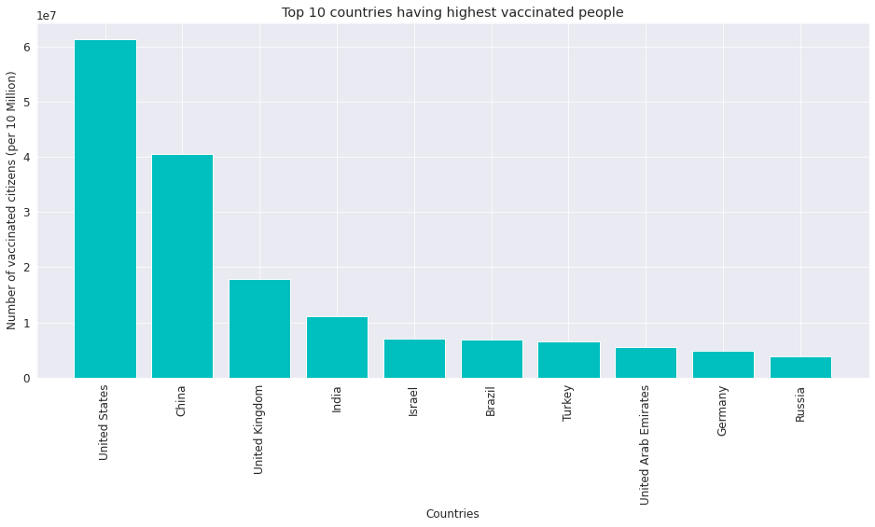 Top 10 countries having highest vaccinated people
1e7
Number of vaccinated citizens (per 10 Million)
6
5
4
3
2
1
0
United States
China
United Kingdom
India
Israel
Brazil
Turkey
United Arab Emirates
Germany
Russia
Countries